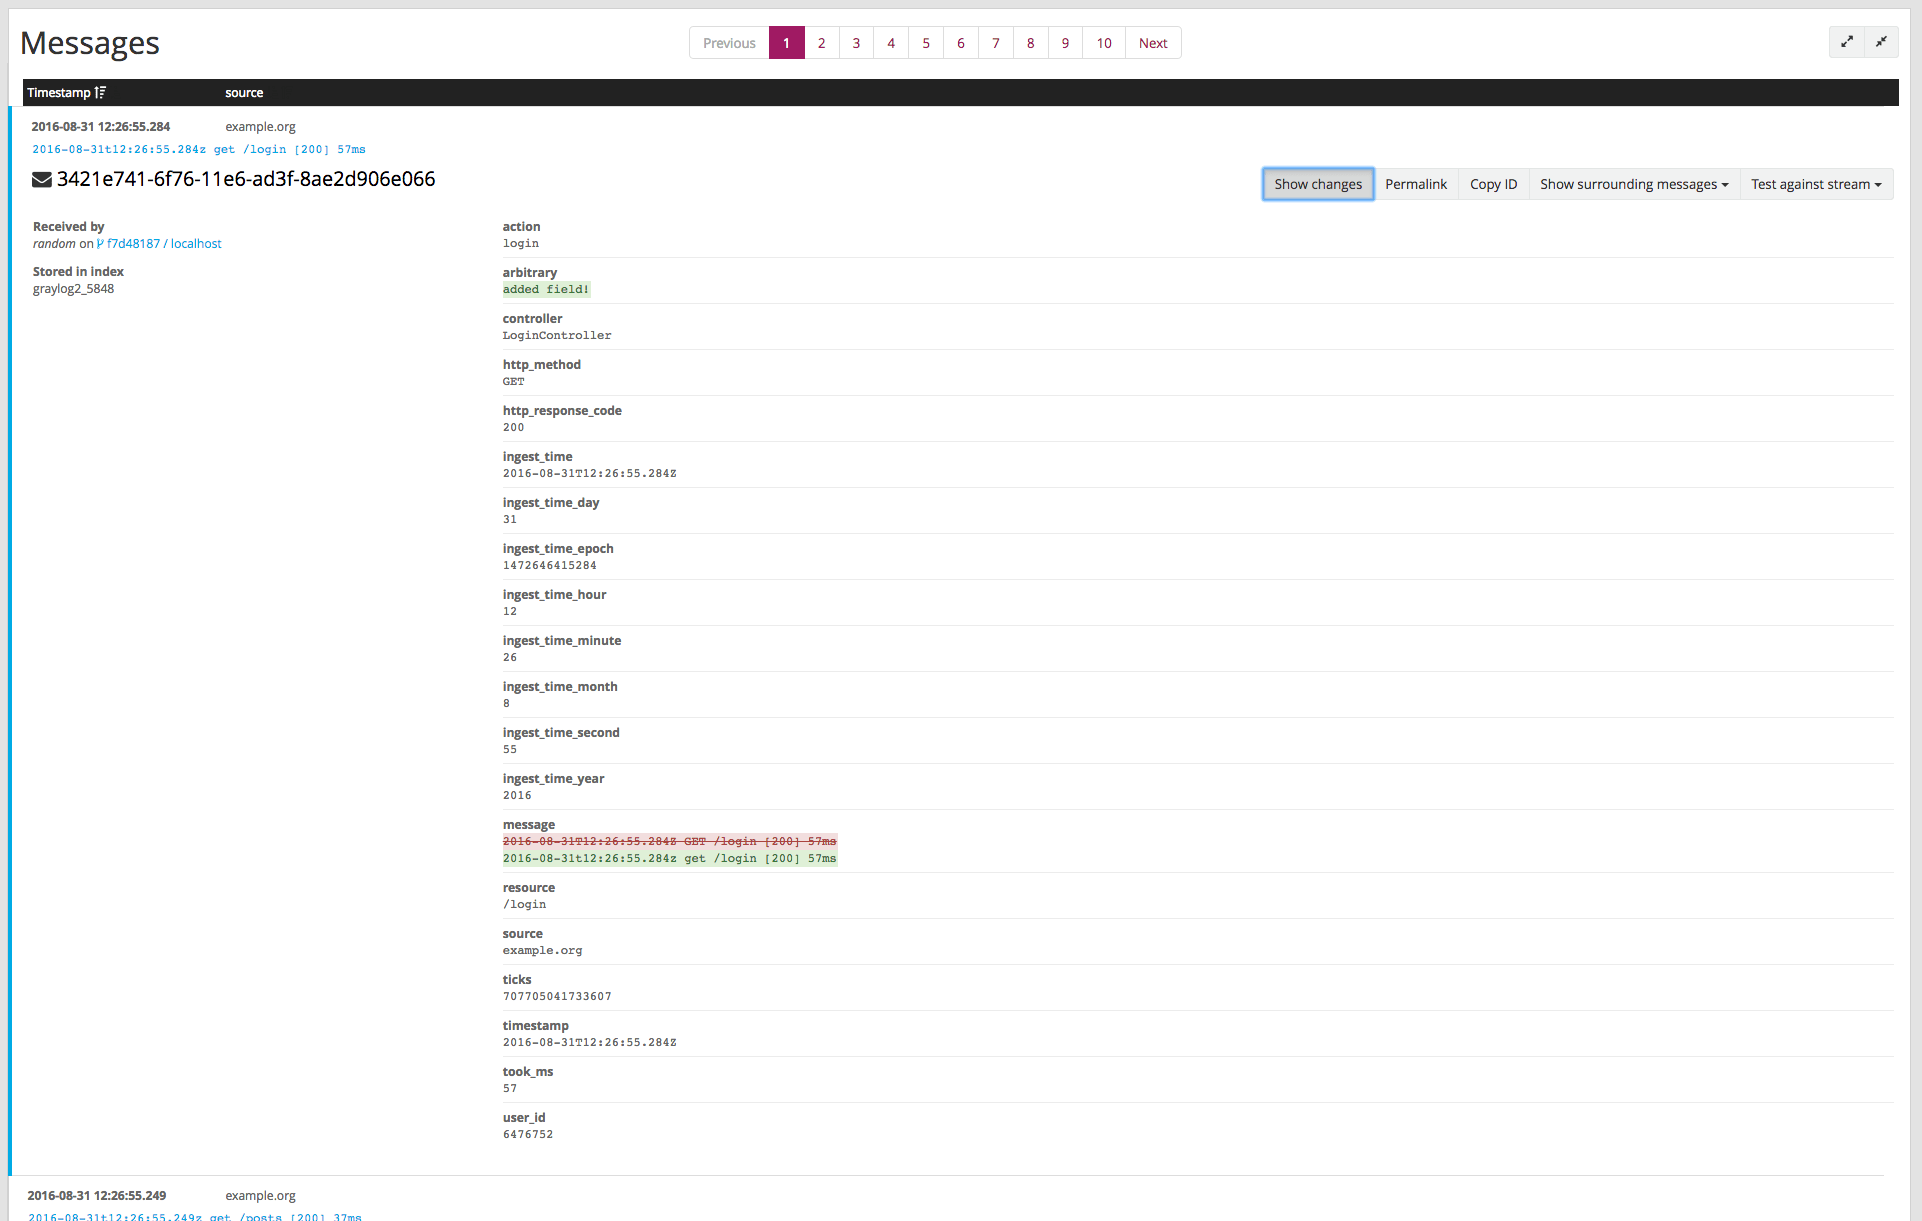 Messages
Previous 1 2 3 4 5 6 7 8 9 10 Next
Timestamp source
2016-08-31 12:26:55.284 example.org
2016-08-31t12:26:55.284z get /login [200] 57ms
3421e741-6f76-11e6-ad3f-8ae2d906e066
Show changes Permalink Copy ID Show surrounding messages Test against stream
Received by
random on f7d48187 / localhost
Stored in index
graylog2_5848
action
login
arbitrary
added field!
controller
LoginController
http_method
GET
http_response_code
200
ingest_time
2016-08-31T12:26:55.284Z
ingest_time_day
31
ingest_time_epoch
1472646415284
ingest_time_hour
12
ingest_time_minute
26
ingest_time_month
8
ingest_time_second
55
ingest_time_year
2016
message
2016-08-31T12:26:55.284Z GET /login [200] 57ms
2016-08-31t12:26:55.284z get /login [200] 57ms
resource
/login
source
example.org
ticks
707705041733607
timestamp
2016-08-31T12:26:55.284Z
took_ms
57
user_id
6476752
2016-08-31 12:26:55.249 example.org
2016-08-31t12:26:55.249z get /posts [200] 37ms